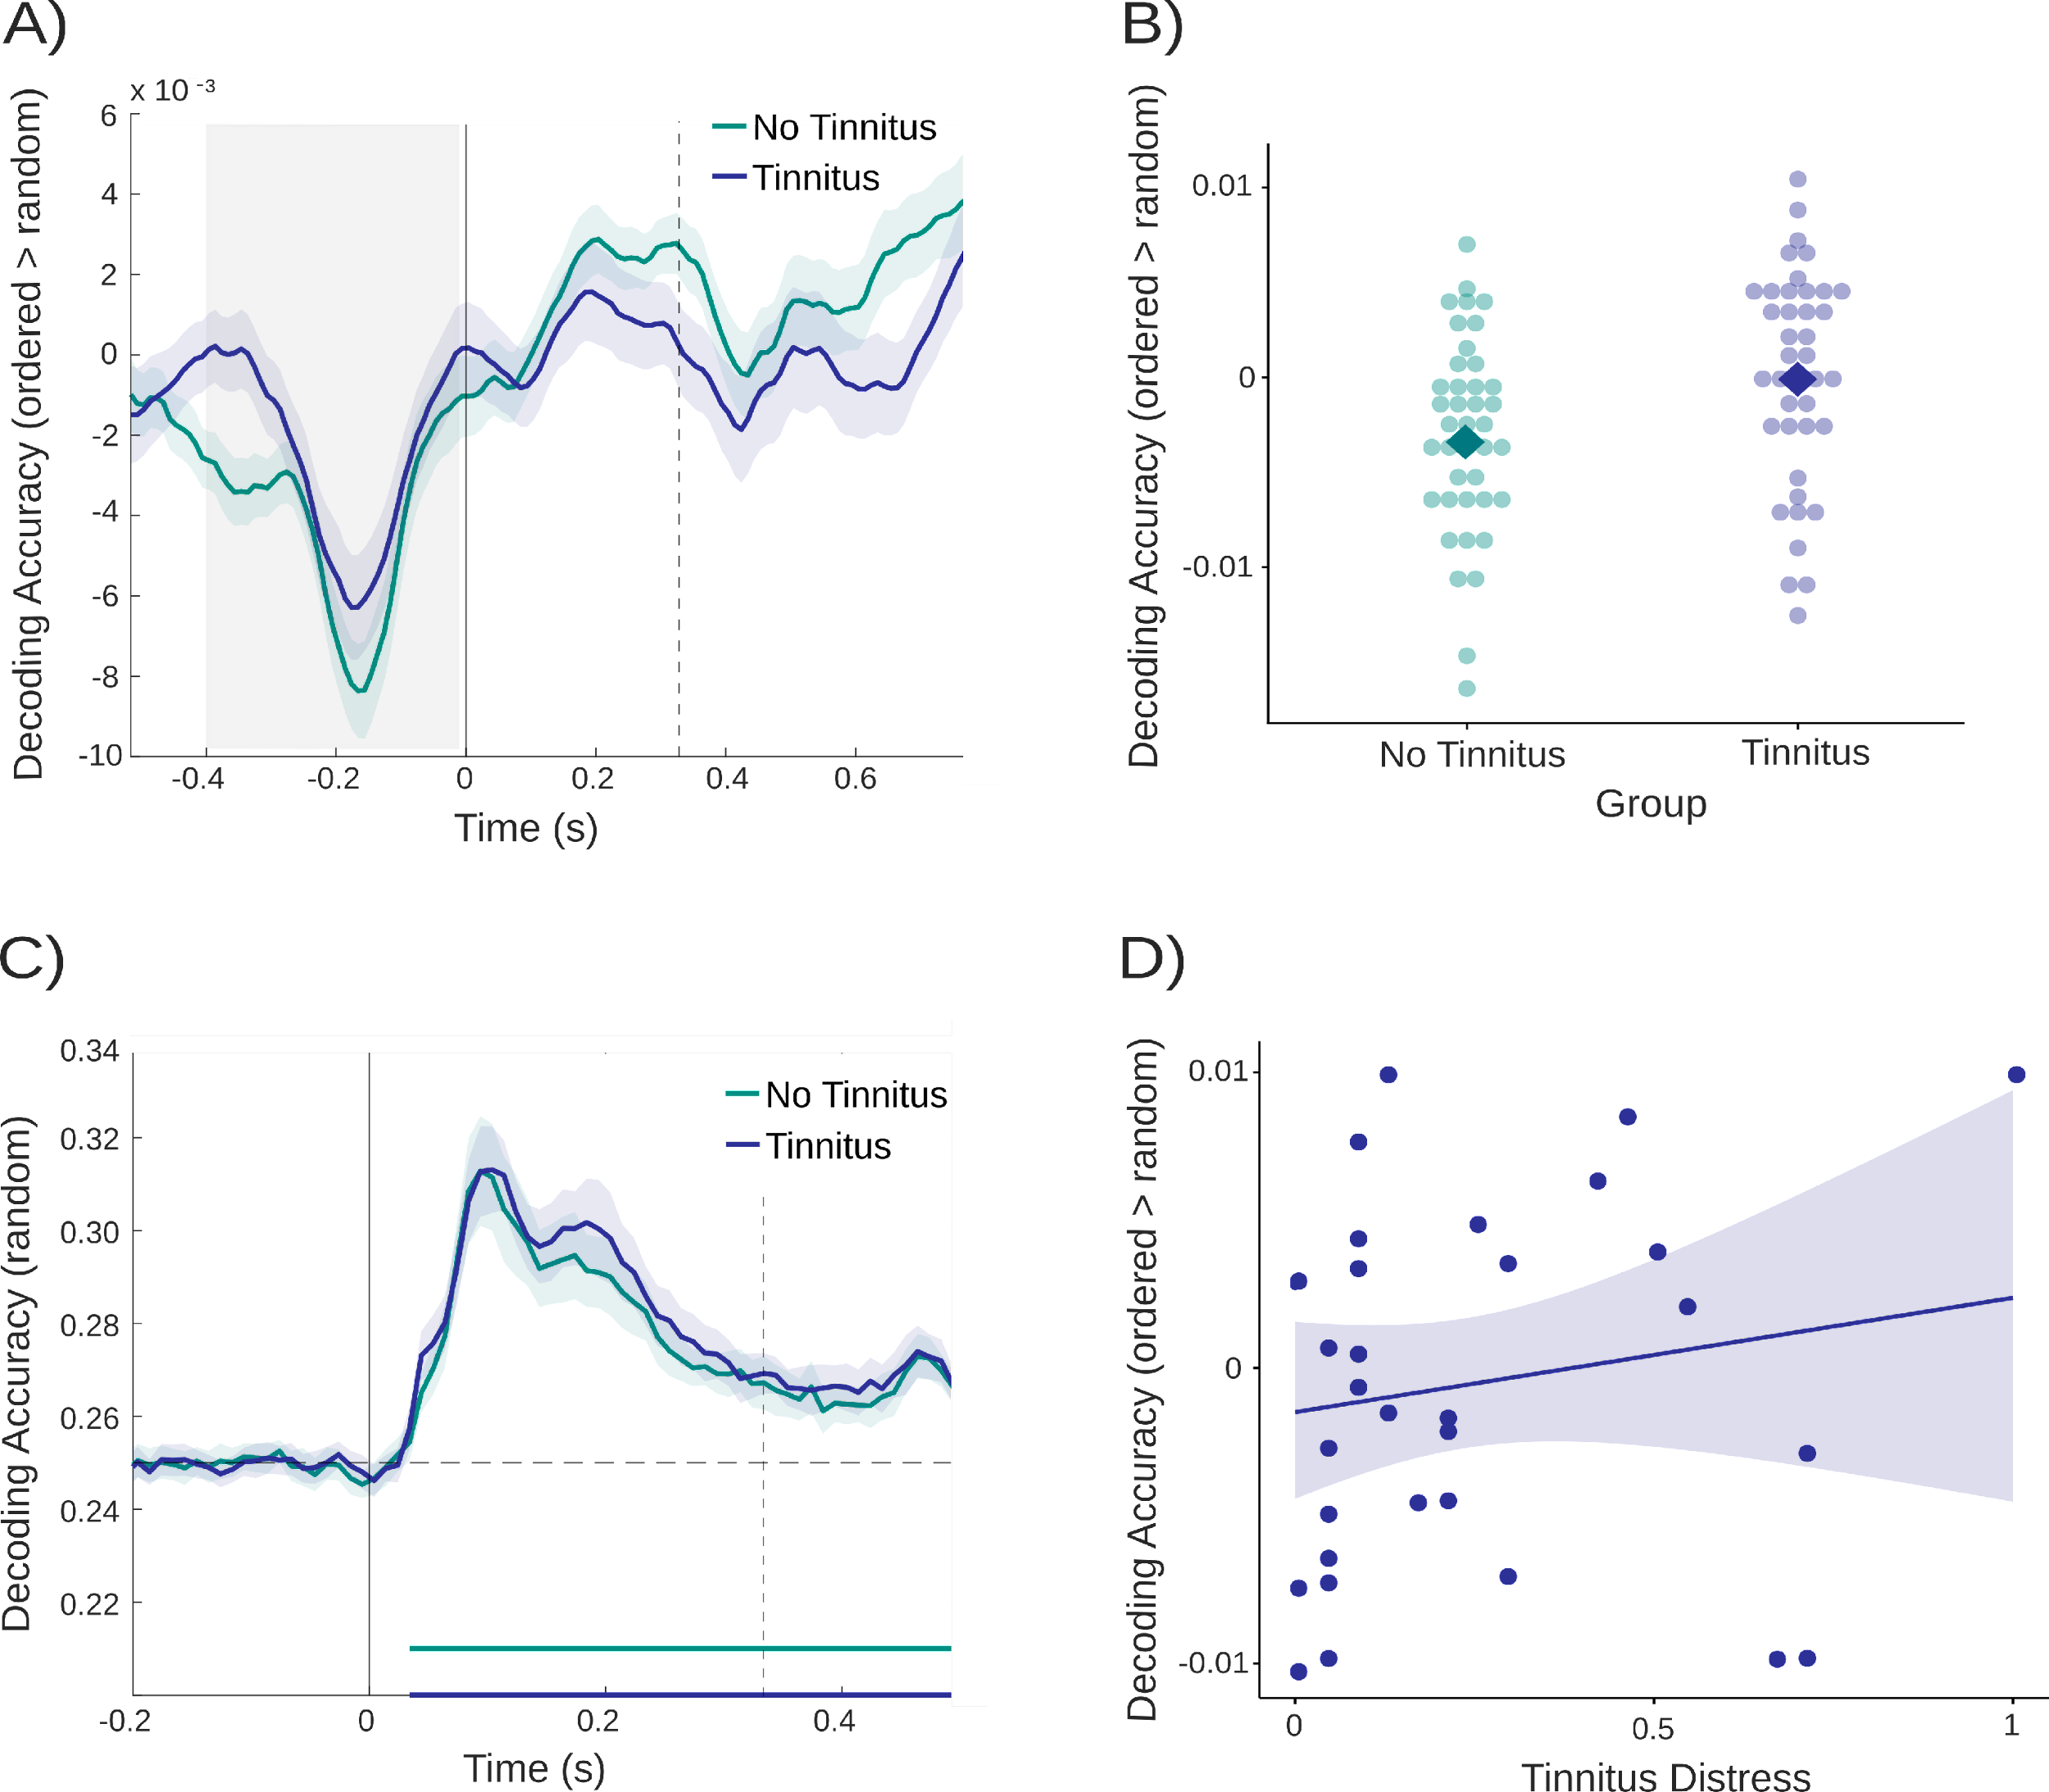 A)
x 10 -3
Decoding Accuracy (ordered > random)
6
4
2
0
-2
-4
-6
-8
-10
No Tinnitus
Tinnitus
-0.4 -0.2 0 0.2 0.4 0.6
Time (s)
B)
Decoding Accuracy (ordered > random)
0.01
0
-0.01
No Tinnitus Tinnitus
Group
C)
Decoding Accuracy (random)
0.34
0.32
0.30
0.28
0.26
0.24
0.22
No Tinnitus
Tinnitus
-0.2 0 0.2 0.4
Time (s)
D)
Decoding Accuracy (ordered > random)
0.01
0
-0.01
0 0.5 1
Tinnitus Distress